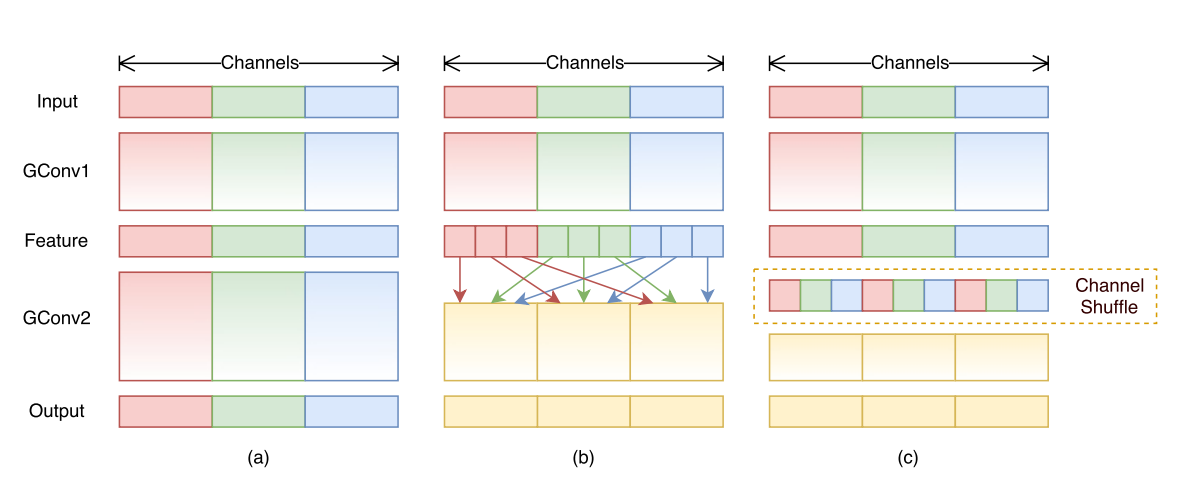 Channels
Channels
Channels
Input
GConv1
Feature
Channel
Shuffle
GConv2
Output
(a)
(b)
(c)